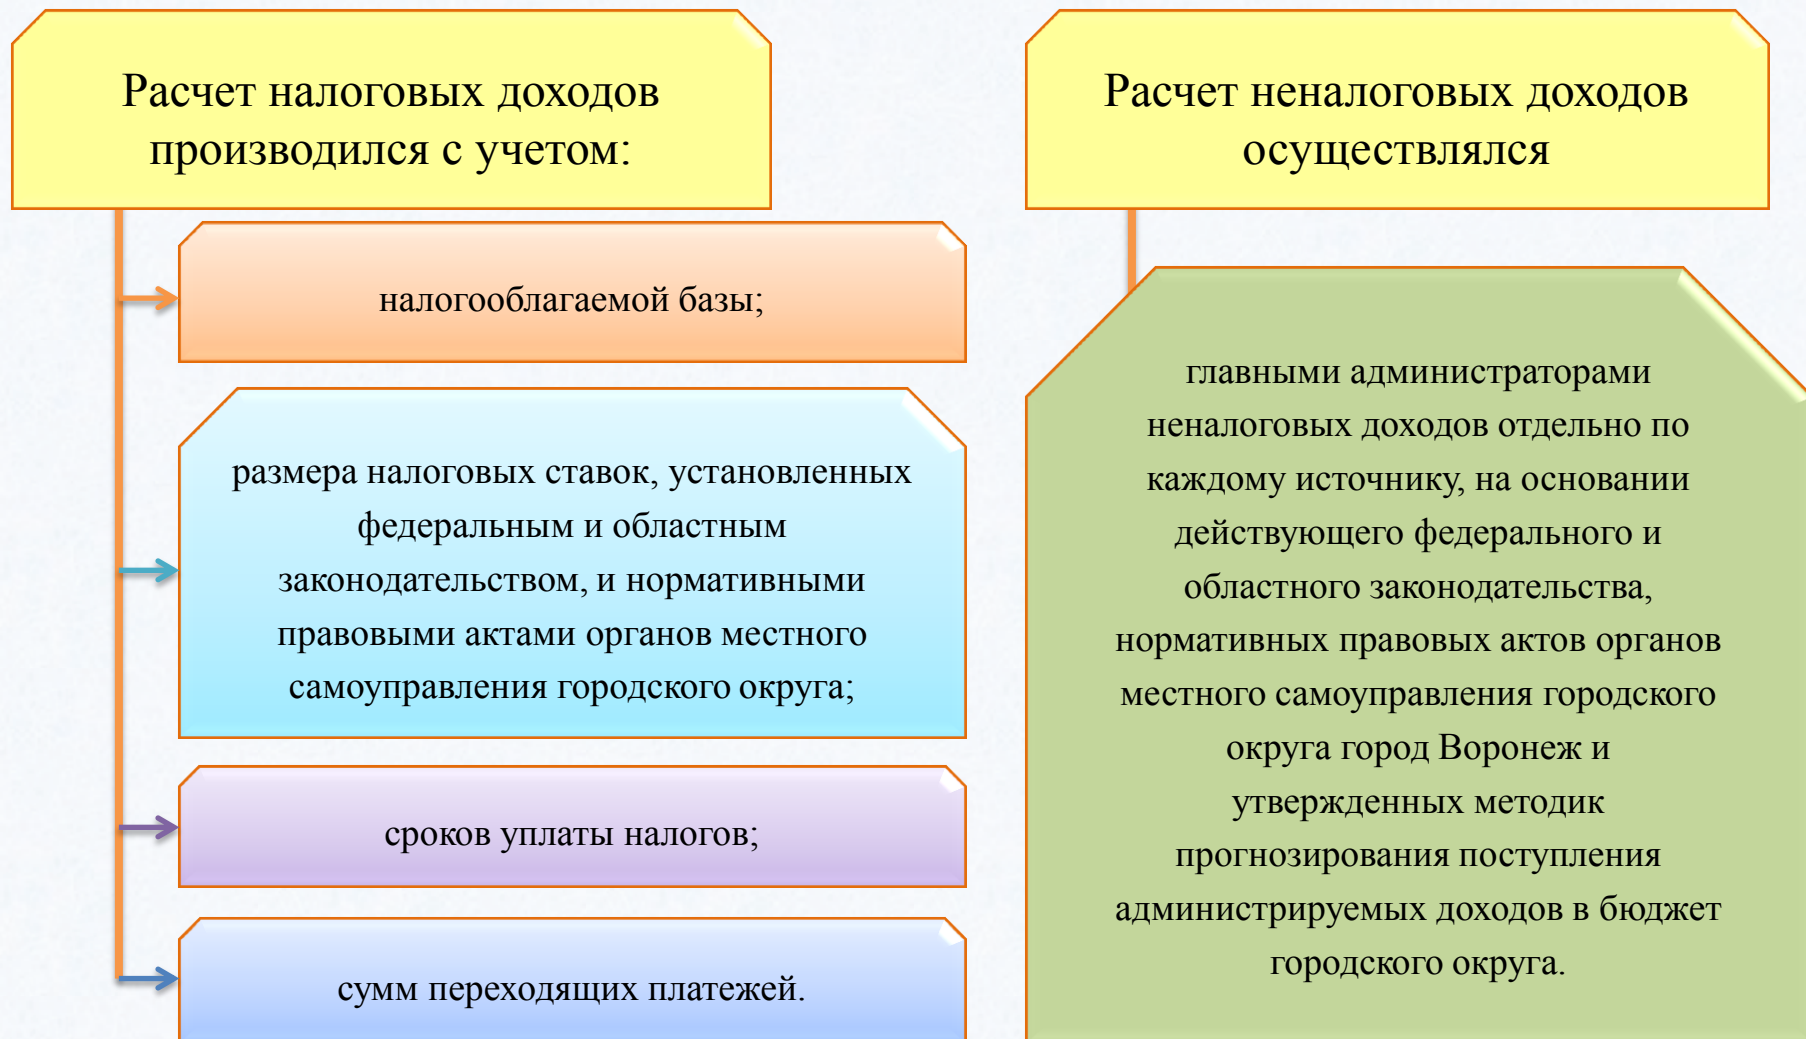 Расчет налоговых доходов
производился с учетом:
налогооблагаемой базы;
размера налоговых ставок, установленных
федеральным и областным
законодательством, и нормативными
правовыми актами органов местного
самоуправления городского округа;
сроков уплаты налогов;
сумм переходящих платежей.
Расчет неналоговых доходов
осуществлялся
главными администраторами
неналоговых доходов отдельно по
каждому источнику, на основании
действующего федерального и
областного законодательства,
нормативных правовых актов органов
местного самоуправления городского
округа город Воронеж и
утвержденных методик
прогнозирования поступления
администрируемых доходов в бюджет
городского округа.